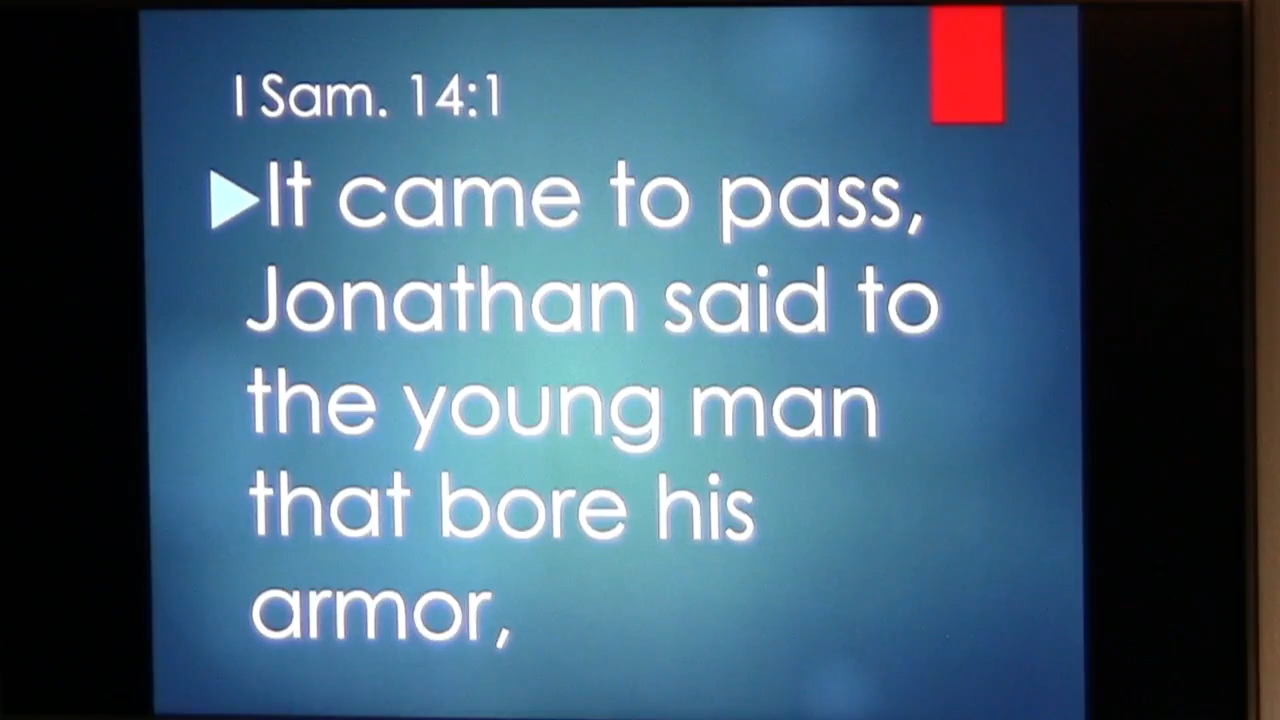 I Sam. 14:1
It came to pass,
Jonathan said to
the young man
that bore his
armor,